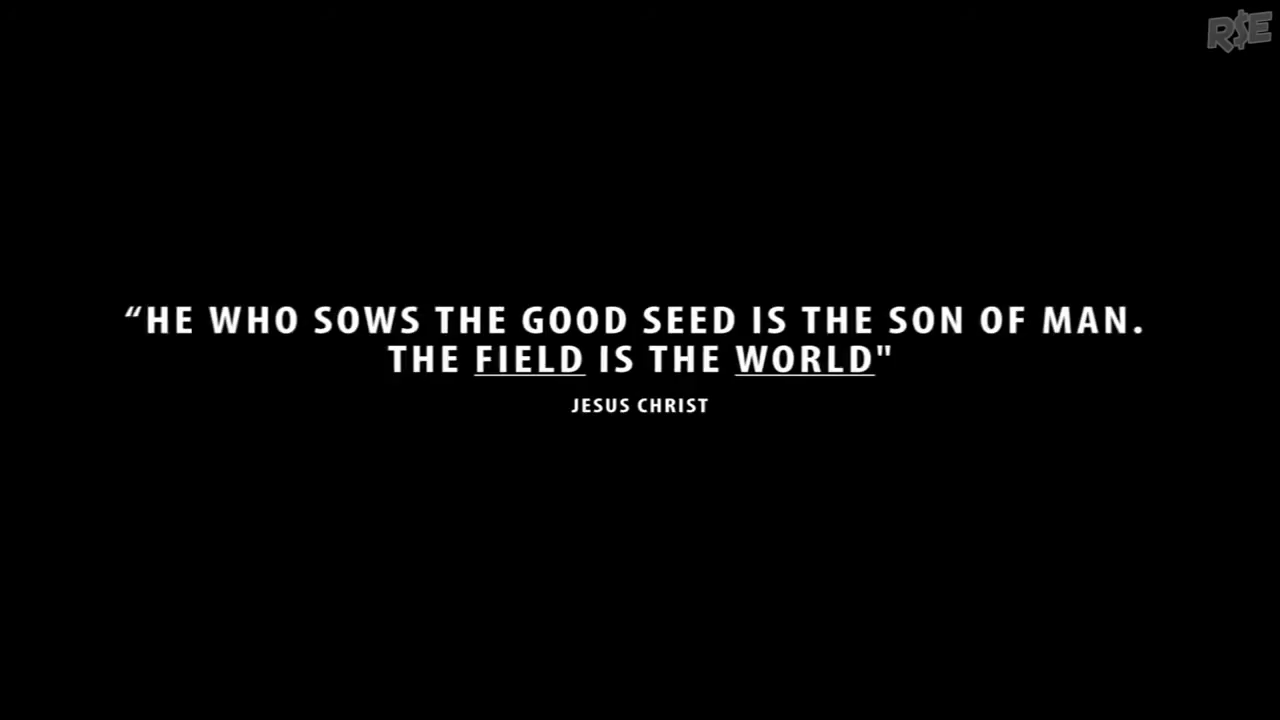 R$E
“HE WHO SOWS THE GOOD SEED IS THE SON OF MAN.
THE FIELD IS THE WORLD"
JESUS CHRIST